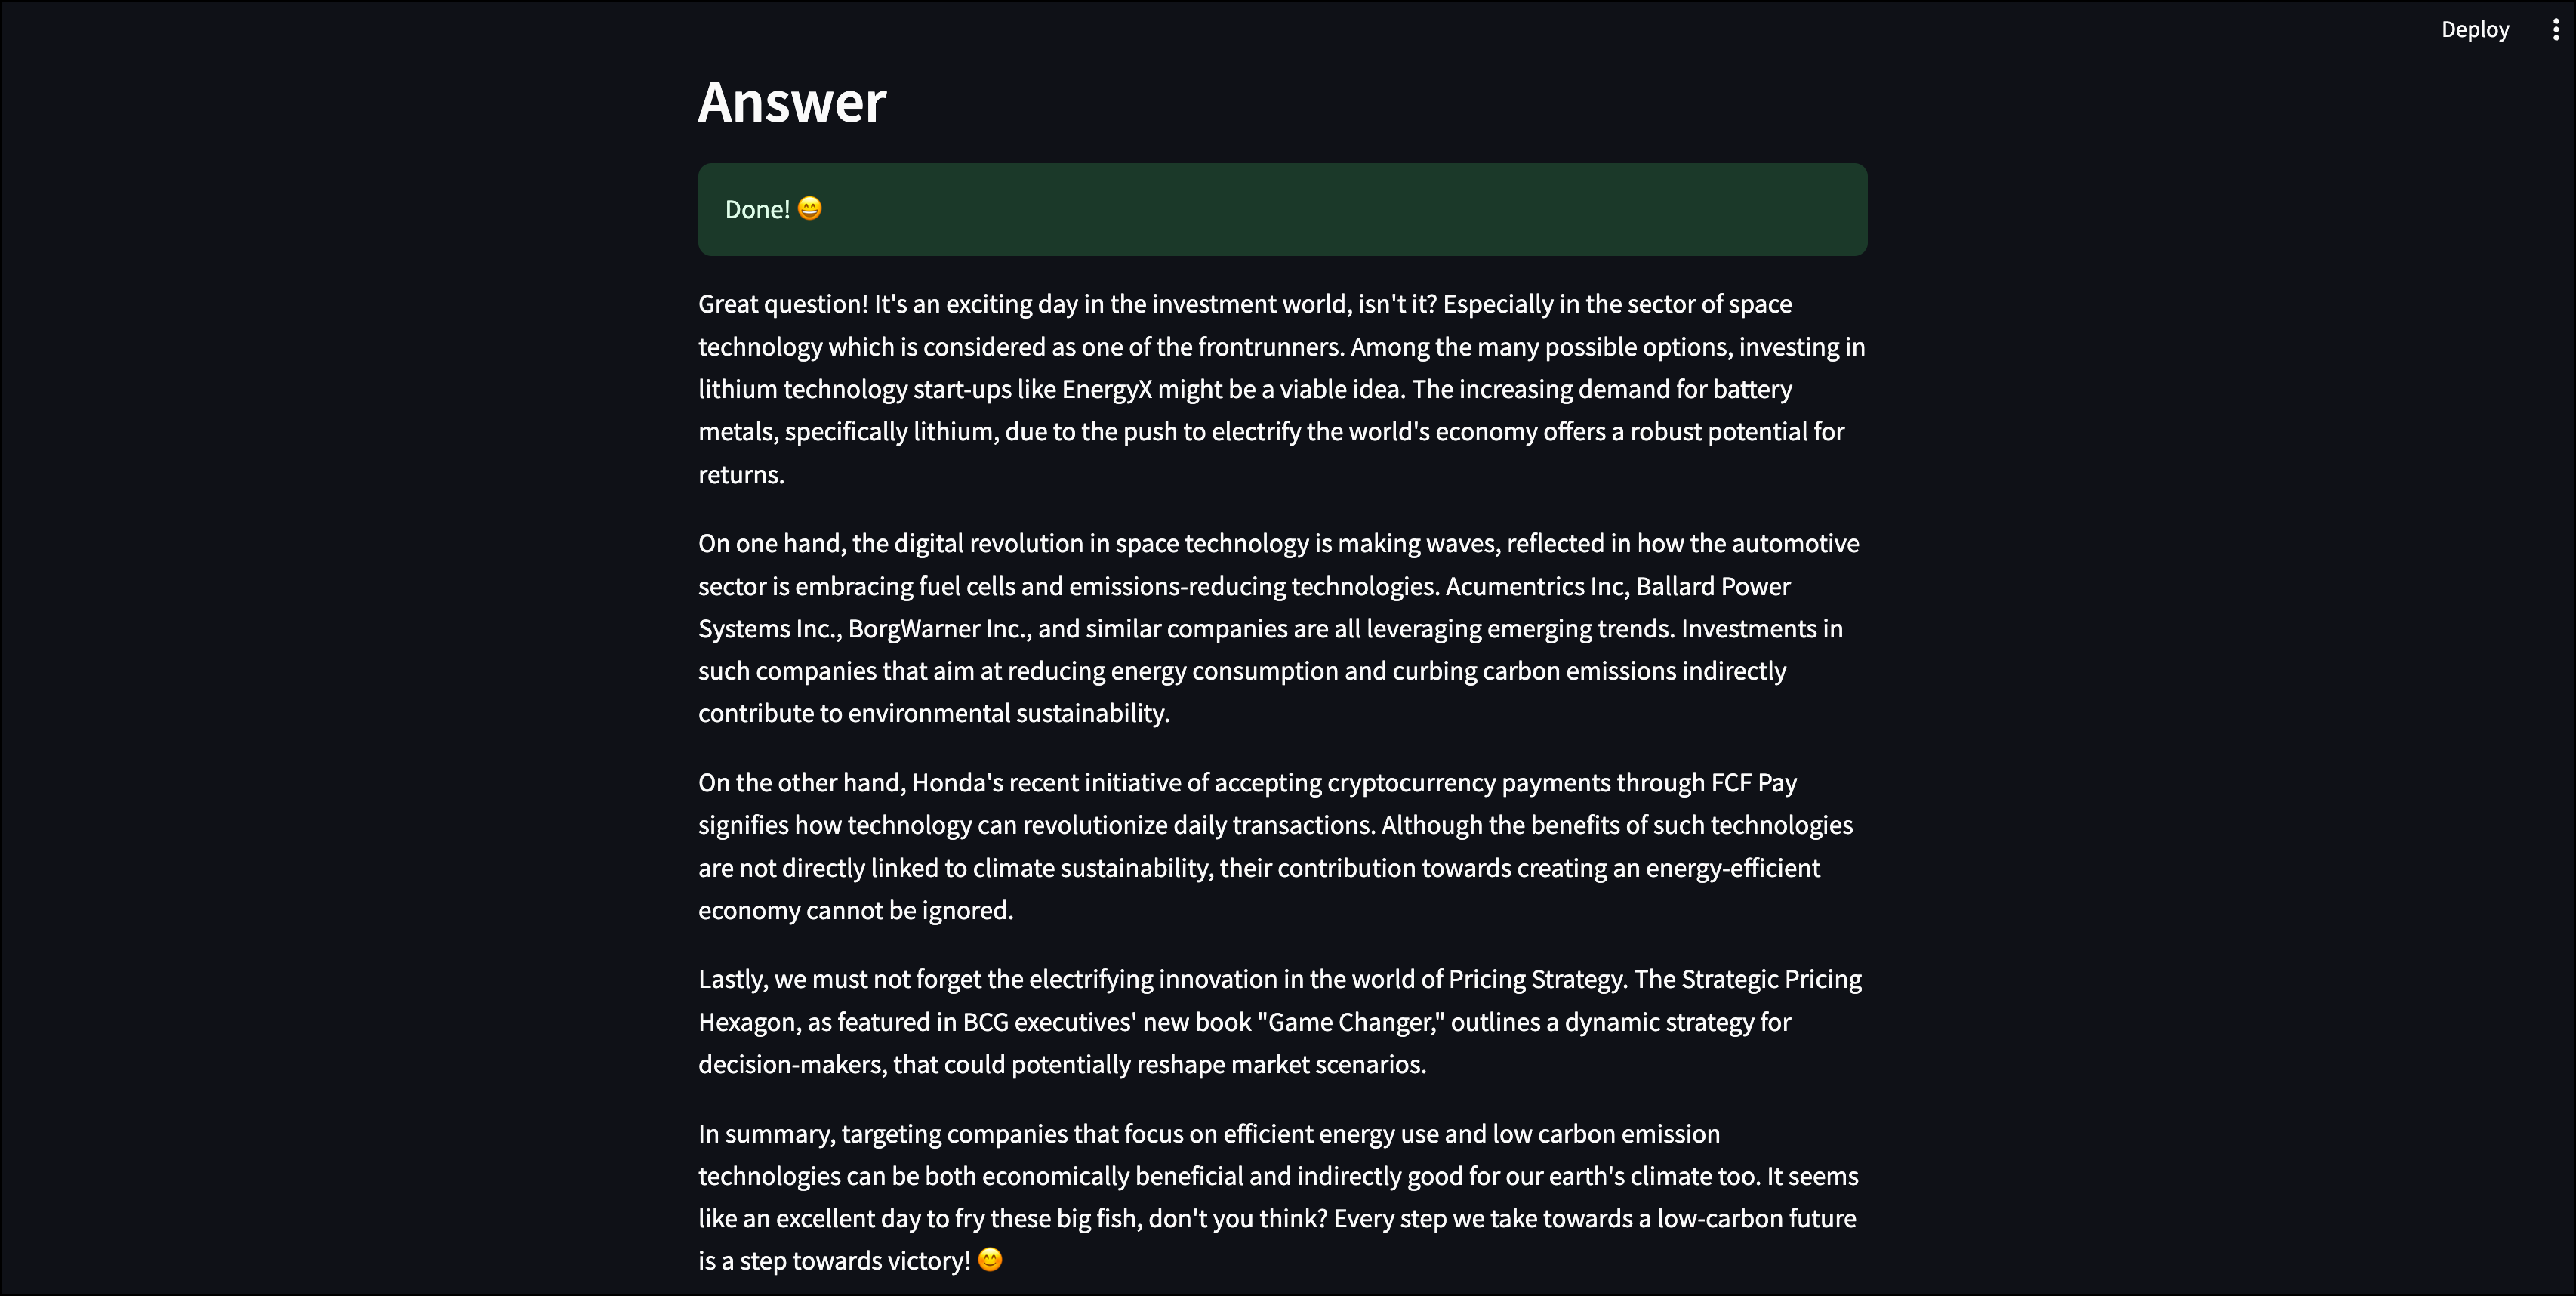 Deploy
Answer
Done! 😄
Great question! It's an exciting day in the investment world, isn't it? Especially in the sector of space
technology which is considered as one of the frontrunners. Among the many possible options, investing in
lithium technology start-ups like EnergyX might be a viable idea. The increasing demand for battery
metals, specifically lithium, due to the push to electrify the world's economy offers a robust potential for
returns.
On one hand, the digital revolution in space technology is making waves, reflected in how the automotive
sector is embracing fuel cells and emissions-reducing technologies. Acumentrics Inc, Ballard Power
Systems Inc., BorgWarner Inc., and similar companies are all leveraging emerging trends. Investments in
such companies that aim at reducing energy consumption and curbing carbon emissions indirectly
contribute to environmental sustainability.
On the other hand, Honda's recent initiative of accepting cryptocurrency payments through FCF Pay
signifies how technology can revolutionize daily transactions. Although the benefits of such technologies
are not directly linked to climate sustainability, their contribution towards creating an energy-efficient
economy cannot be ignored.
Lastly, we must not forget the electrifying innovation in the world of Pricing Strategy. The Strategic Pricing
Hexagon, as featured in BCG executives' new book "Game Changer," outlines a dynamic strategy for
decision-makers, that could potentially reshape market scenarios.
In summary, targeting companies that focus on efficient energy use and low carbon emission
technologies can be both economically beneficial and indirectly good for our earth's climate too. It seems
like an excellent day to fry these big fish, don't you think? Every step we take towards a low-carbon future
is a step towards victory! 😊